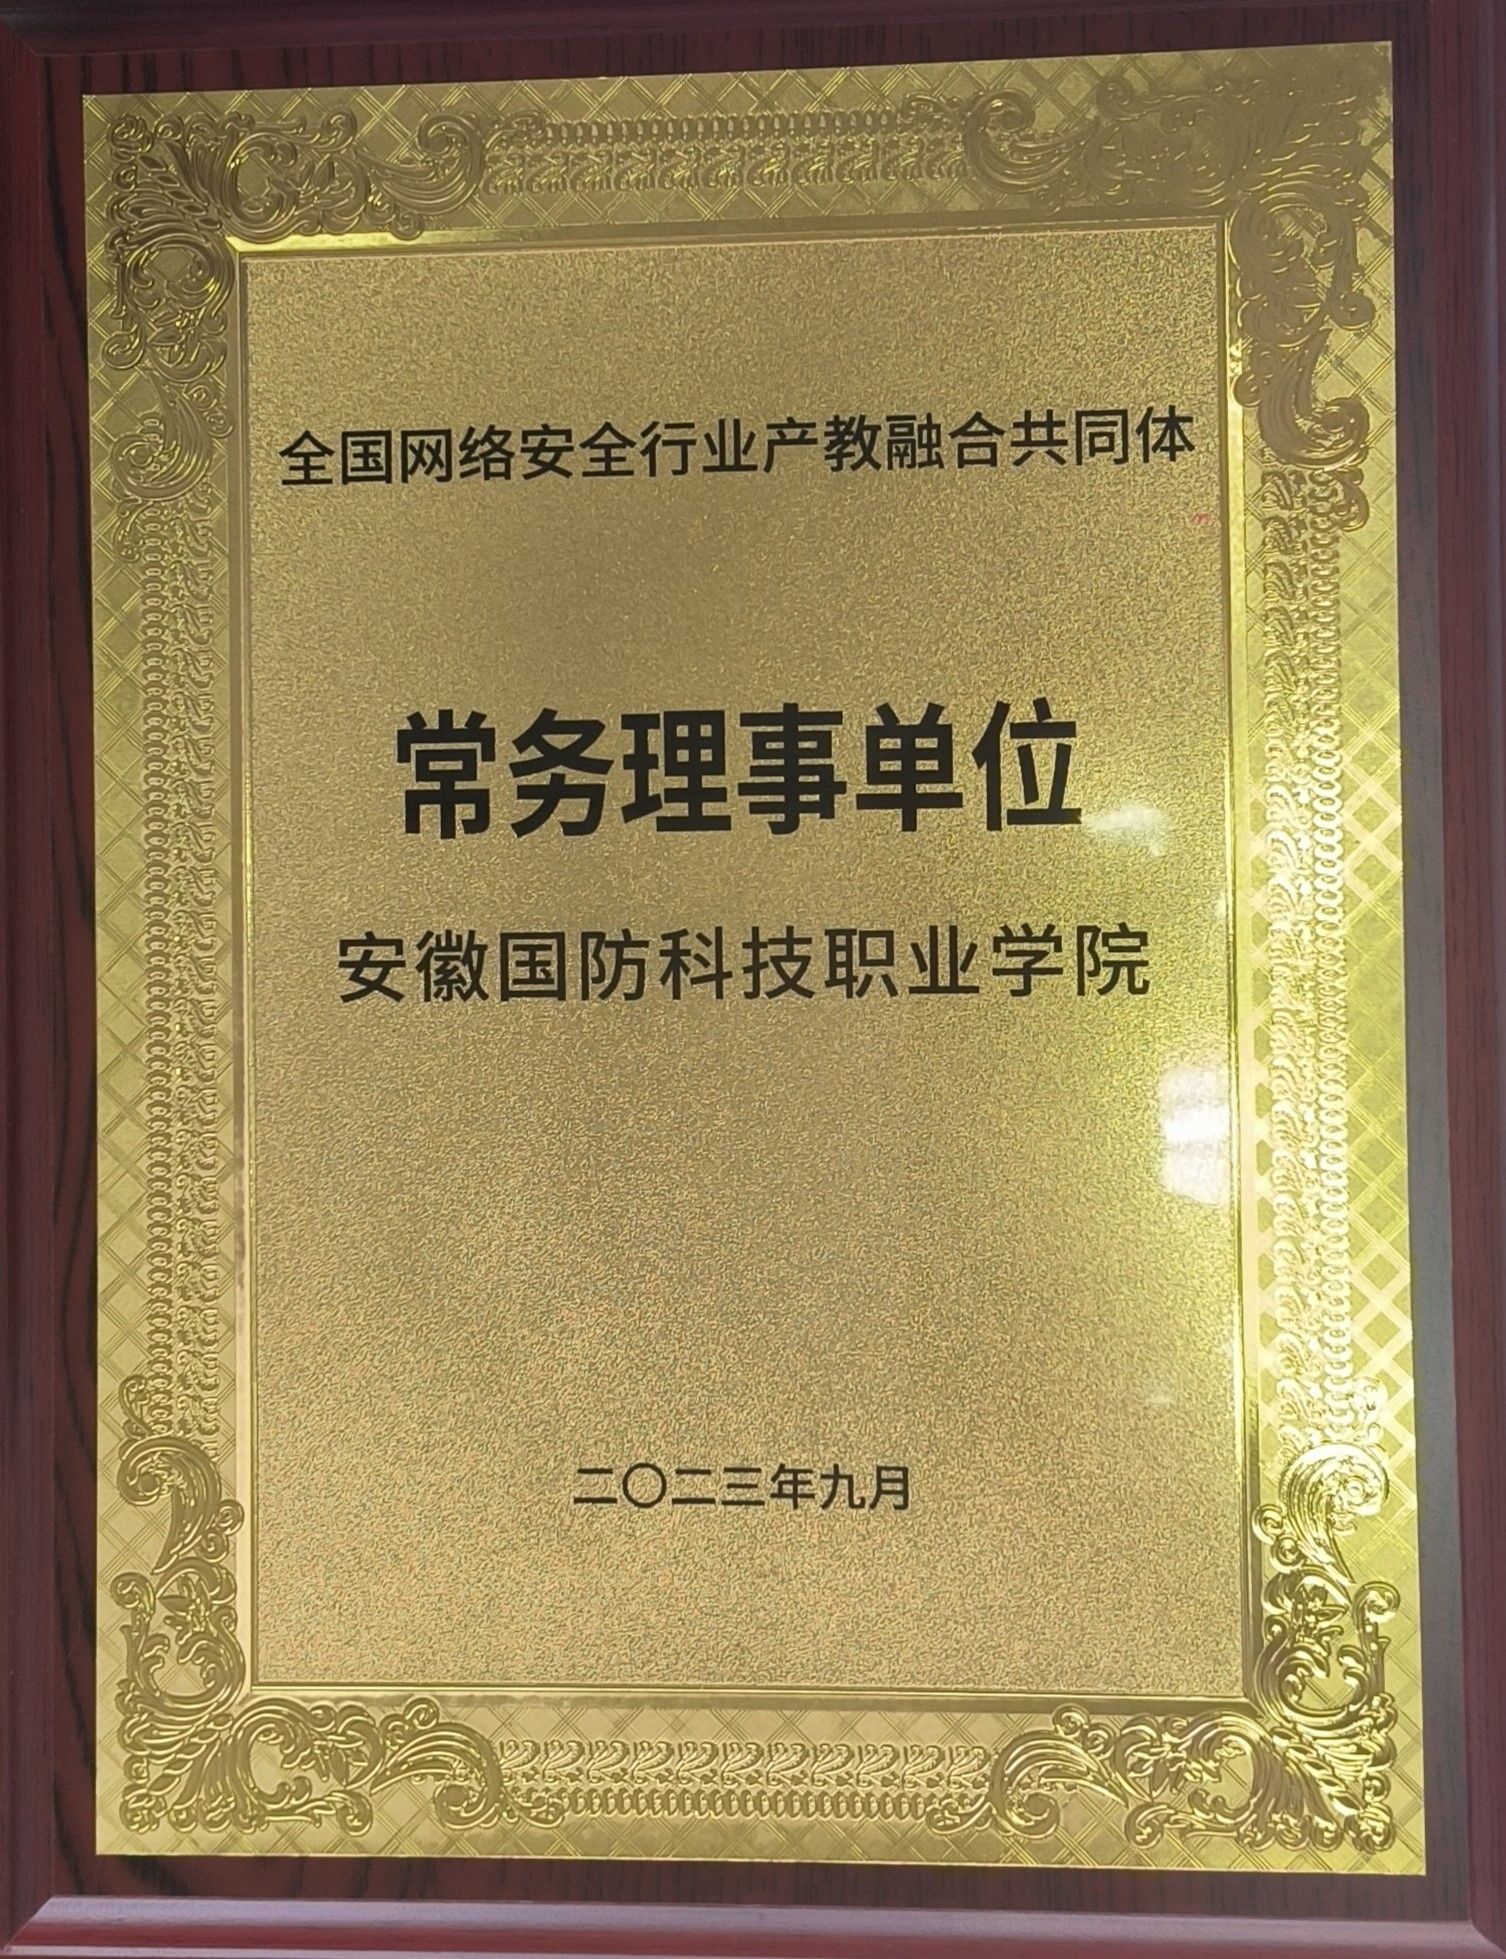 全国网络安全行业产教融合共同体
常务理事单位
安徽国防科技职业学院
二〇二三年九月